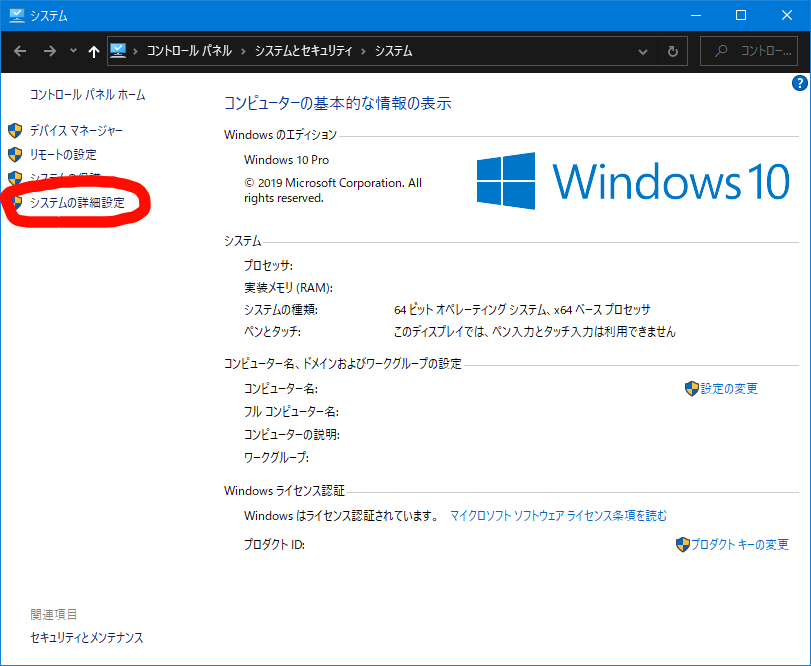 システム
コントロール パネル › システムとセキュリティ › システム
コントロー...
コントロール パネル ホーム
デバイス マネージャー
リモートの設定
システムの保護
システムの詳細設定
コンピューターの基本的な情報の表示
Windows のエディション
Windows 10 Pro
© 2019 Microsoft Corporation. All
rights reserved.
Windows 10
システム
プロセッサ:
実装メモリ (RAM):
システムの種類: 64 ビット オペレーティング システム、x64 ベース プロセッサ
ペンとタッチ: このディスプレイでは、ペン入力とタッチ入力は利用できません
コンピューター名、ドメインおよびワークグループの設定
コンピューター名: 設定の変更
フル コンピューター名:
コンピューターの説明:
ワークグループ:
Windows ライセンス認証
Windows はライセンス認証されています。 マイクロソフト ソフトウェア ライセンス条項を読む
プロダクト ID: プロダクト キーの変更
関連項目
セキュリティとメンテナンス